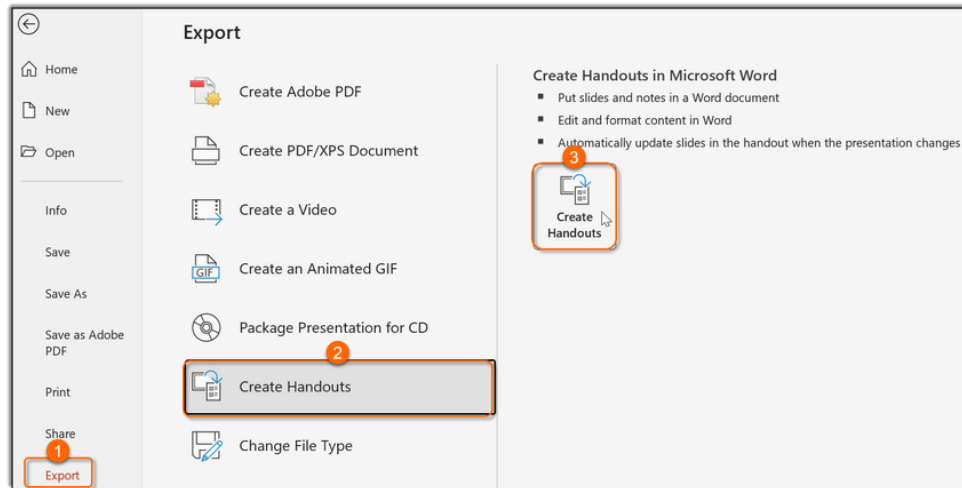 Home
New
Open
Info
Save
Save As
Save as Adobe
PDF
Print
Share
1
Export
Export
Create Adobe PDF
Create PDF/XPS Document
Create a Video
GIF
Create an Animated GIF
Package Presentation for CD
2
Create Handouts
Change File Type
Create Handouts in Microsoft Word
Put slides and notes in a Word document
Edit and format content in Word
Automatically update slides in the handout when the presentation changes
3
Create
Handouts